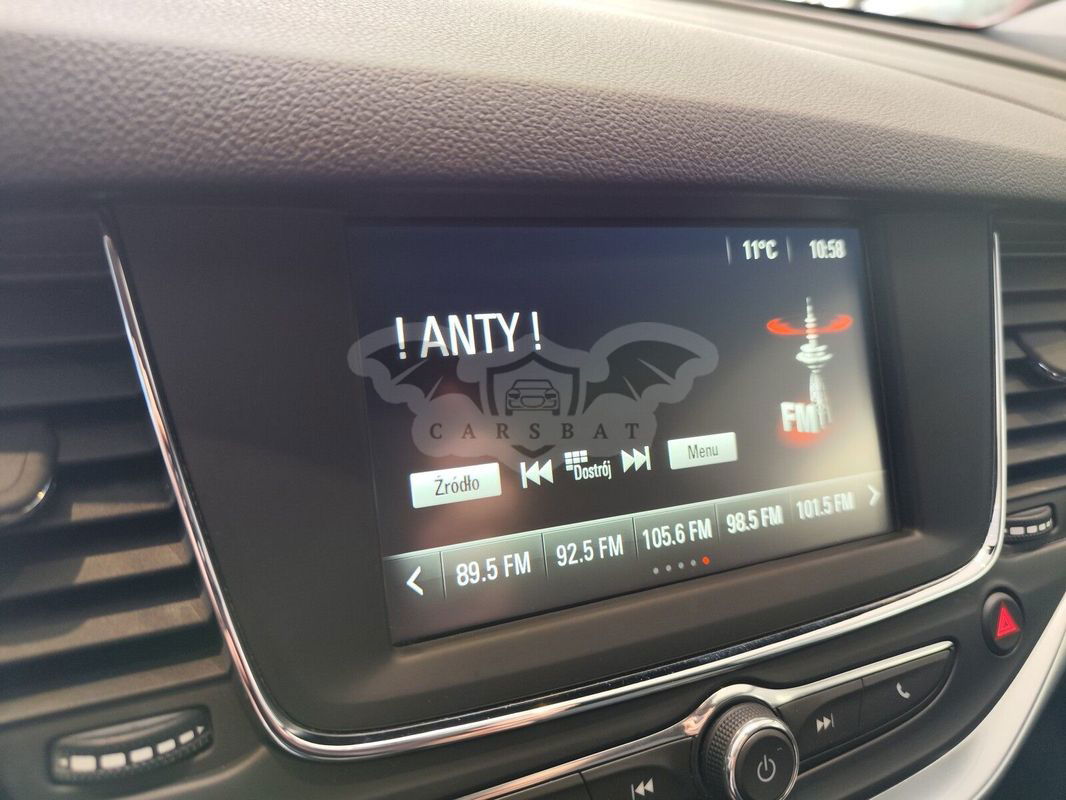 11°C 10:58
! ANTY !
CARSBAT
FM
Źródło Dostrój Menu
89.5 FM 92.5 FM 105.6 FM 98.5 FM 101.5 FM